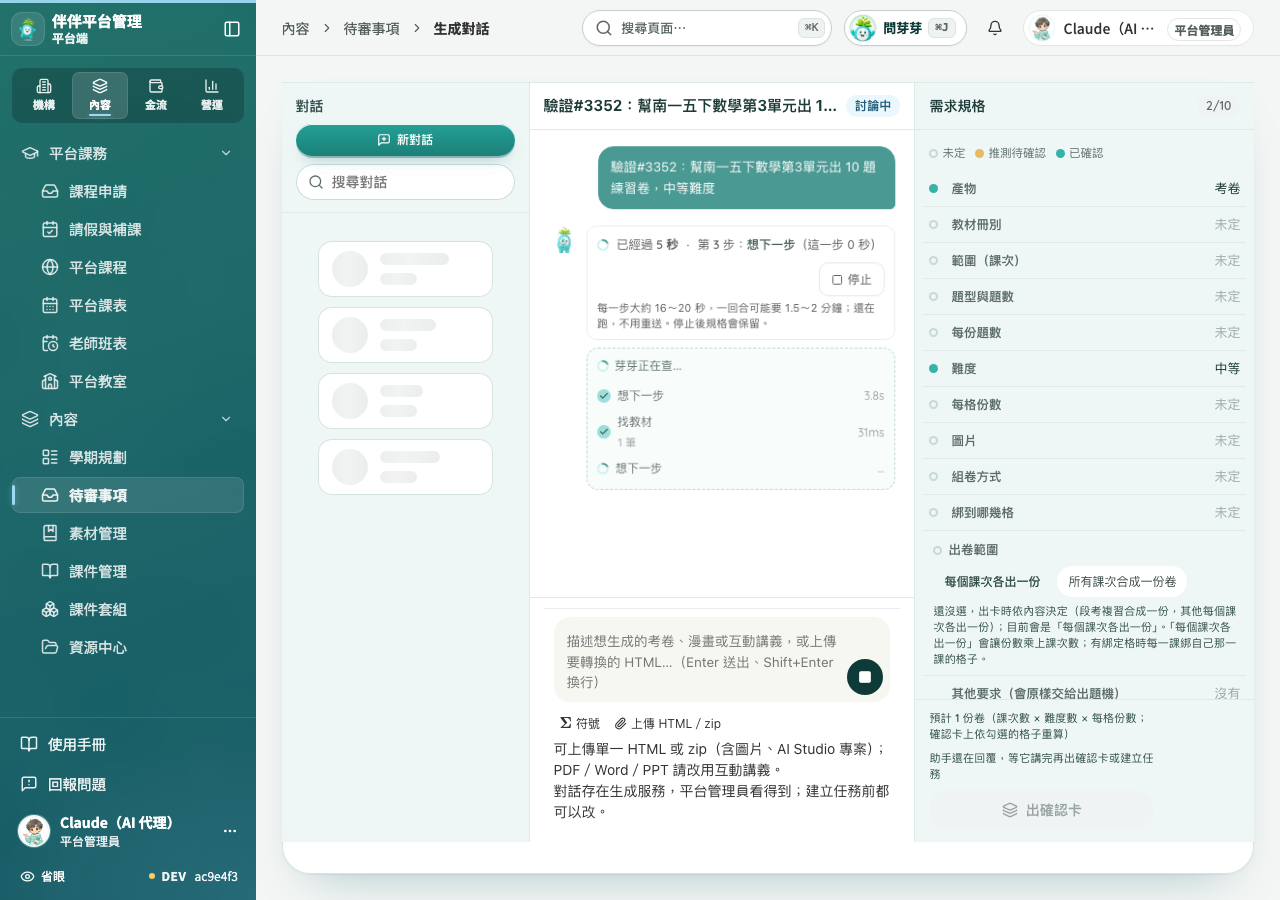 伴伴平台管理
平台端
機構
內容
金流
營運
平台課務
課程申請
請假與補課
平台課程
平台課表
老師班表
平台教室
內容
學期規劃
待審事項
素材管理
課件管理
課件套組
資源中心
使用手冊
回報問題
Claude（AI 代理）
平台管理員
省眼
DEV ac9e4f3
內容
待審事項
生成對話
搜尋頁面…
⌘K
問芽芽
⌘J
Claude（AI …
平台管理員
對話
新對話
搜尋對話
驗證#3352：幫南一五下數學第3單元出 1...
討論中
驗證#3352：幫南一五下數學第3單元出 10 題
練習卷，中等難度
已經過 5 秒 · 第 3 步：想下一步（這一步 0 秒）
停止
每一步大約 16～20 秒，一回合可能要 1.5～2 分鐘；還在
跑，不用重送。停止後規格會保留。
芽芽正在查…
想下一步
3.8s
找教材
1 筆
31ms
想下一步
…
描述想生成的考卷、漫畫或互動講義，或上傳
要轉換的 HTML...（Enter 送出、Shift+Enter
換行）
符號
上傳 HTML / zip
可上傳單一 HTML 或 zip（含圖片、AI Studio 專案）；
PDF / Word / PPT 請改用互動講義。
對話存在生成服務，平台管理員看得到；建立任務前都
可以改。
需求規格
2/10
未定
推測待確認
已確認
產物
考卷
教材冊別
未定
範圍（課次）
未定
題型與題數
未定
每份題數
未定
難度
中等
每格份數
未定
圖片
未定
組卷方式
未定
綁到哪幾格
未定
出卷範圍
每個課次各出一份
所有課次合成一份卷
還沒選，出卡時依內容決定（段考複習合成一份，其他每個課
次各出一份）；目前會是「每個課次各出一份」。「每個課次各
出一份」會讓份數乘上課次數；有綁定格時每一課綁自己那一
課的格子。
其他要求（會原樣交給出題機）
沒有
預計 1 份卷（課次數 × 難度數 × 每格份數；
確認卡上依勾選的格子重算）
助手還在回覆，等它講完再出確認卡或建立任
務
出確認卡